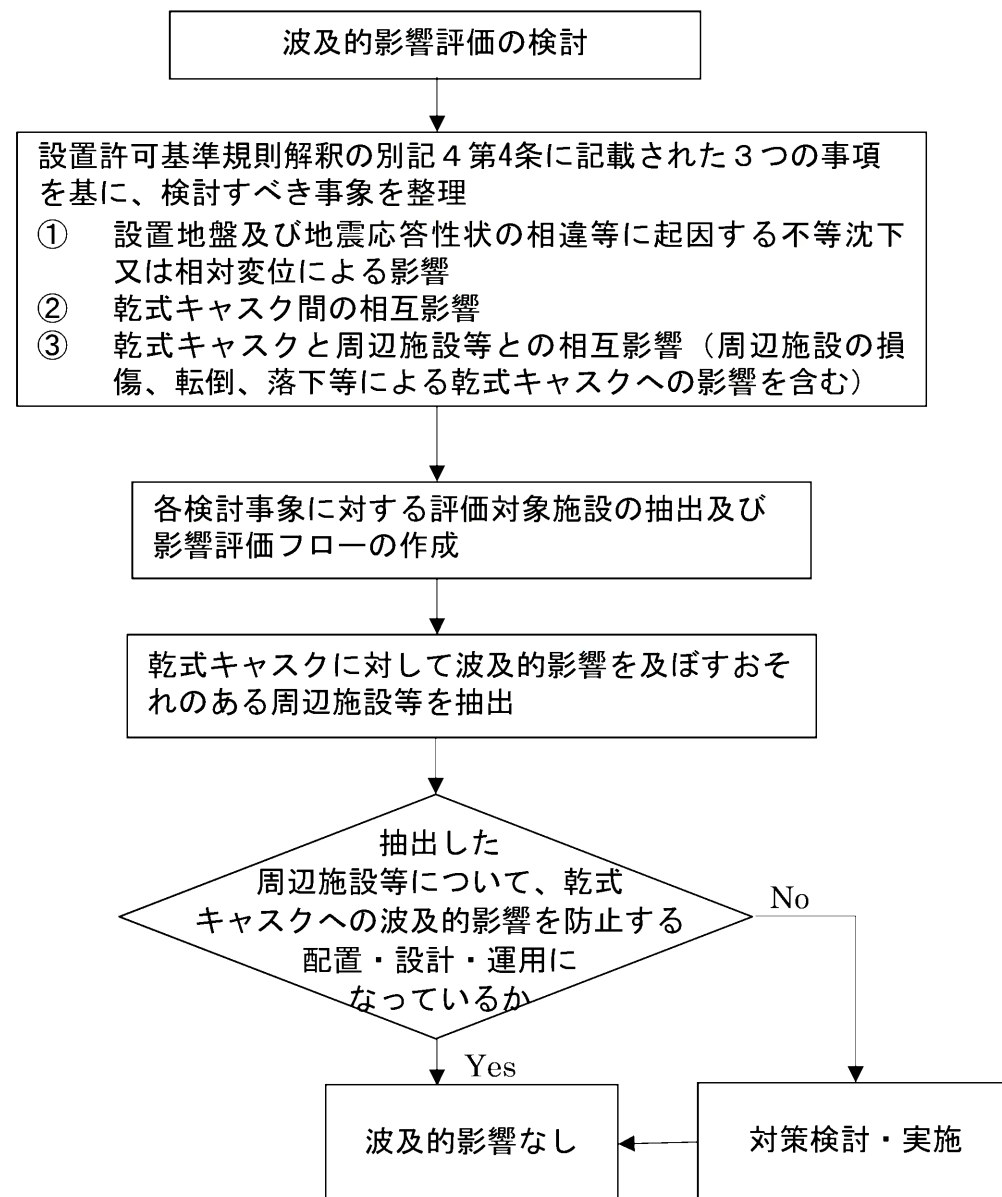 波及的影響評価の検討
設置許可基準規則解釈の別記４第4条に記載された３つの事項
を基に、検討すべき事象を整理
① 設置地盤及び地震応答性状の相違等に起因する不等沈下
又は相対変位による影響
② 乾式キャスク間の相互影響
③ 乾式キャスクと周辺施設等との相互影響（周辺施設の損
傷、転倒、落下等による乾式キャスクへの影響を含む）
各検討事象に対する評価対象施設の抽出及び
影響評価フローの作成
乾式キャスクに対して波及的影響を及ぼすおそ
れのある周辺施設等を抽出
抽出した
周辺施設等について、乾式
キャスクへの波及的影響を防止する
配置・設計・運用に
なっているか
No
Yes
波及的影響なし
対策検討・実施